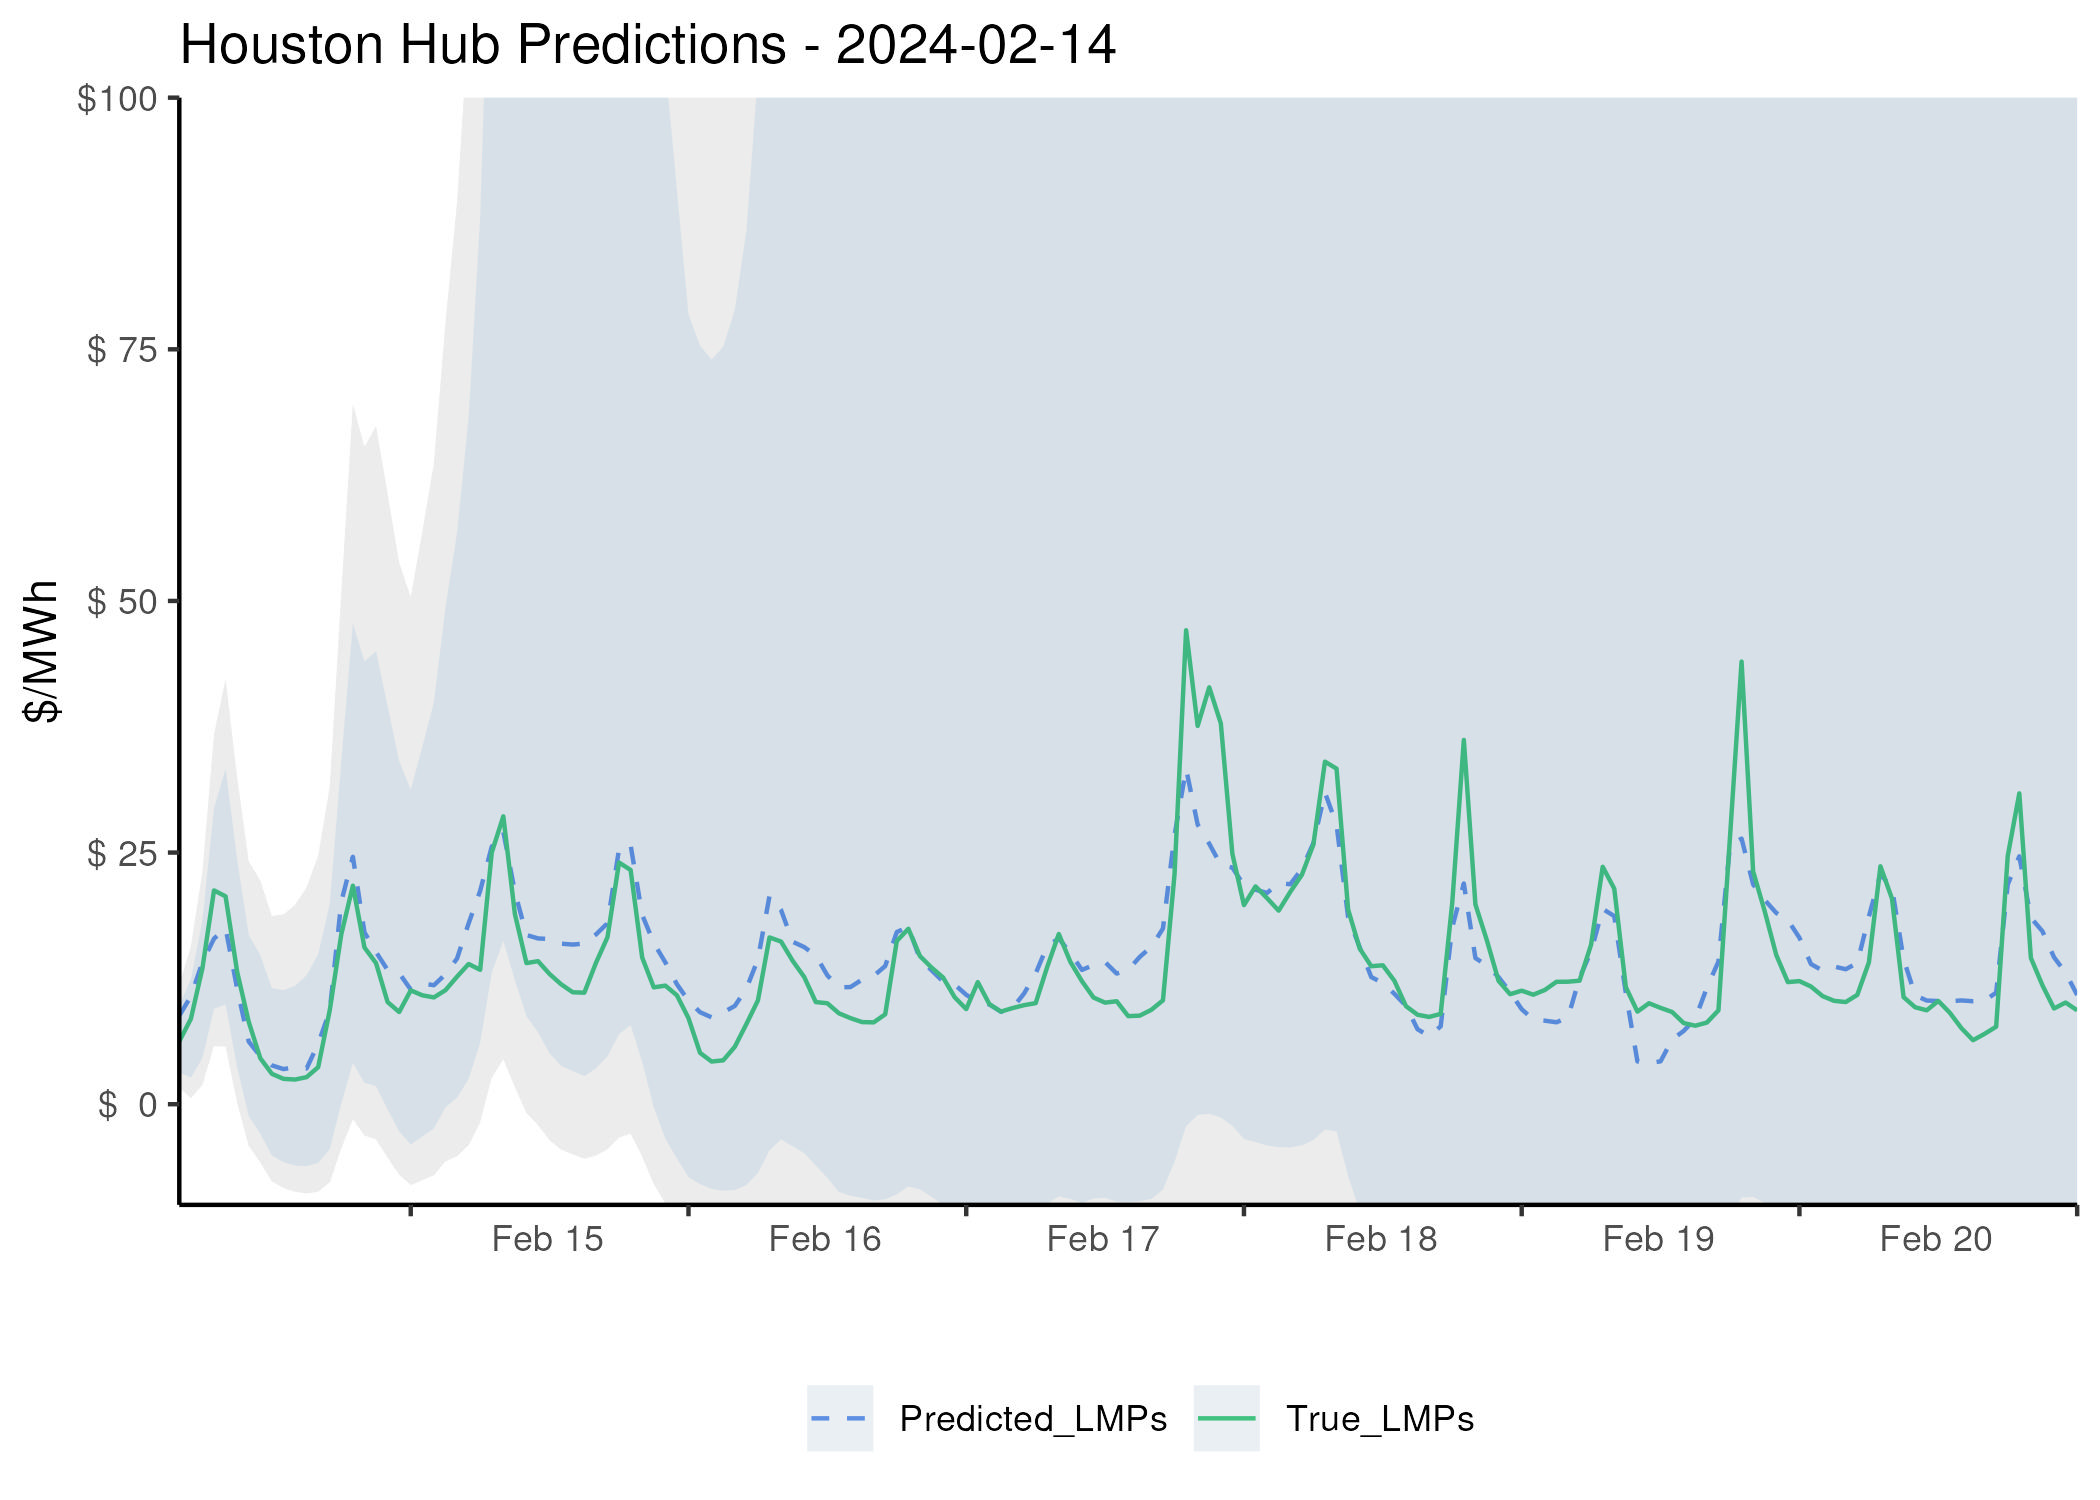 Houston Hub Predictions - 2024-02-14
$100
$ 75
$ 50
$ 25
$  0
$/MWh
Feb 15 Feb 16 Feb 17 Feb 18 Feb 19 Feb 20
Predicted_LMPs True_LMPs